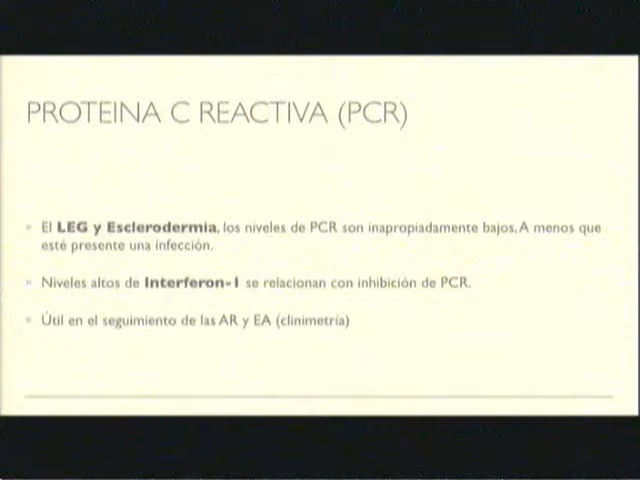 PROTEINA C REACTIVA (PCR)
El LEG y Esclerodermia, los niveles de PCR son inapropiadamente bajos. A menos que
esté presente una infección.
Niveles altos de Interferon-I se relacionan con inhibición de PCR.
Útil en el seguimiento de las AR y EA (clinimetría)